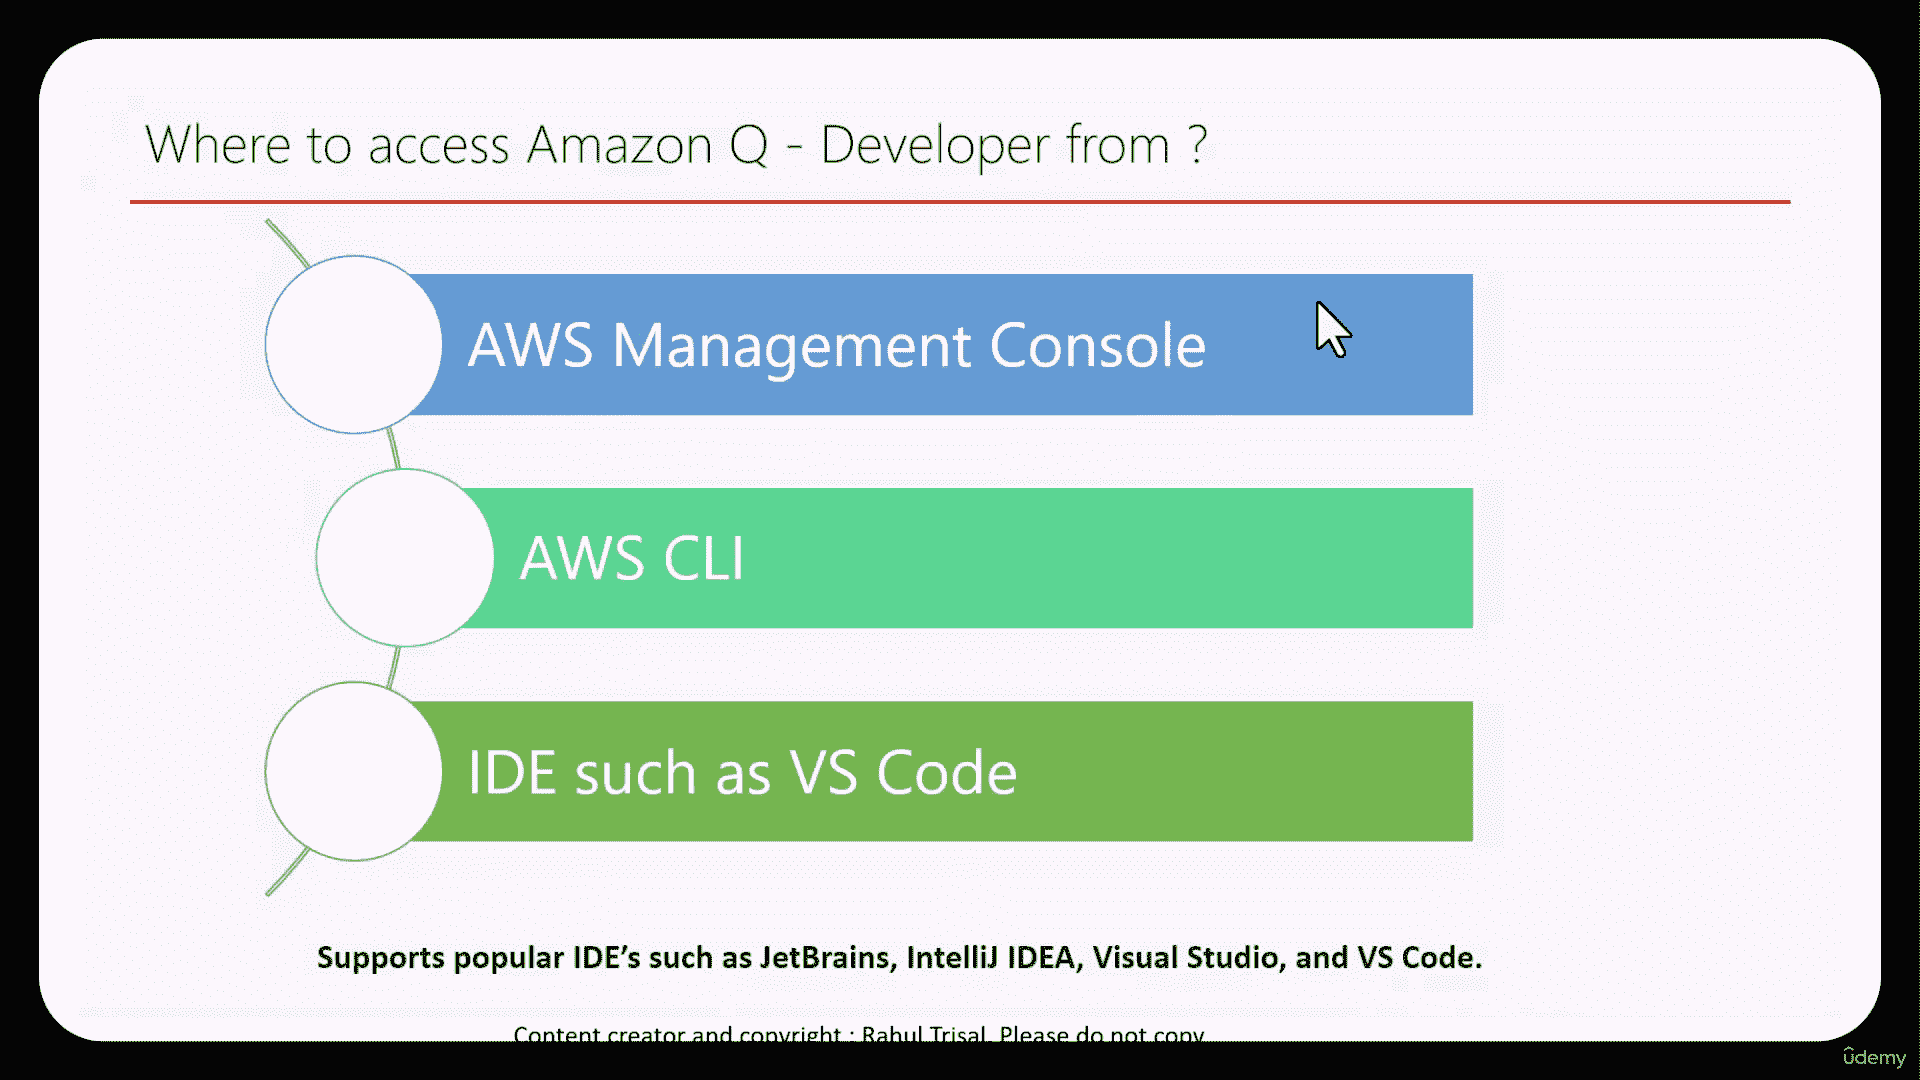 Where to access Amazon Q - Developer from ?
AWS Management Console
AWS CLI
IDE such as VS Code
Supports popular IDE’s such as JetBrains, IntelliJ IDEA, Visual Studio, and VS Code.
Content creator and copyright : Rahul Trisal. Please do not copy
ûdemy